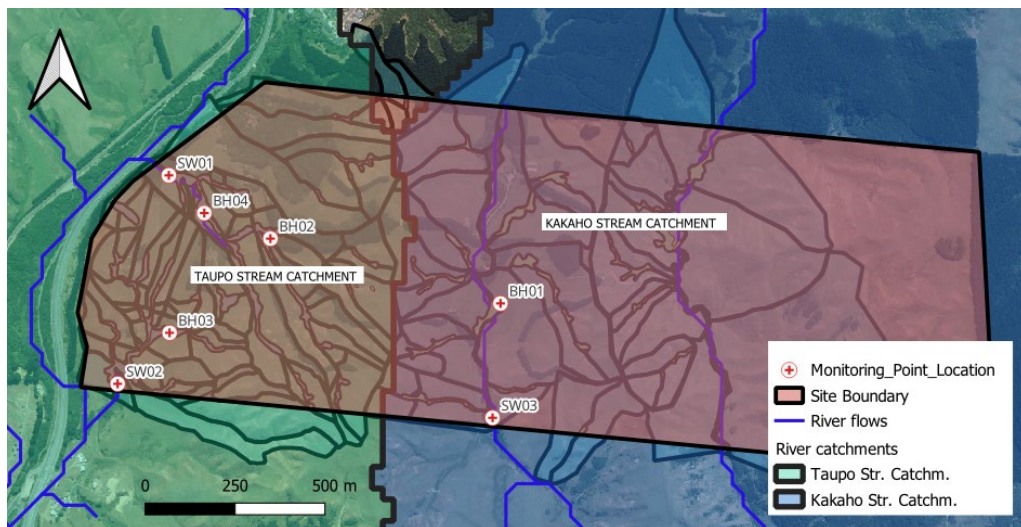 SW01
BH04
BH02
KAKAHO STREAM CATCHMENT
TAUPO STREAM CATCHMENT
BH01
BH03
SW02
SW03
0 250 500 m
Monitoring_Point_Location
Site Boundary
River flows
River catchments
Taupo Str. Catchm.
Kakaho Str. Catchm.